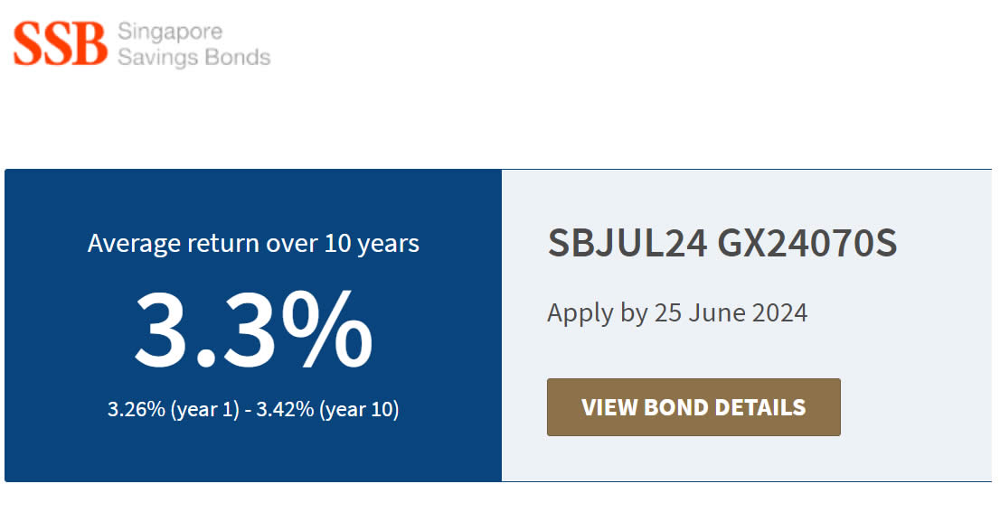 SSB Singapore
Savings Bonds
Average return over 10 years
3.3%
3.26% (year 1) - 3.42% (year 10)
SBJUL24 GX24070S
Apply by 25 June 2024
VIEW BOND DETAILS